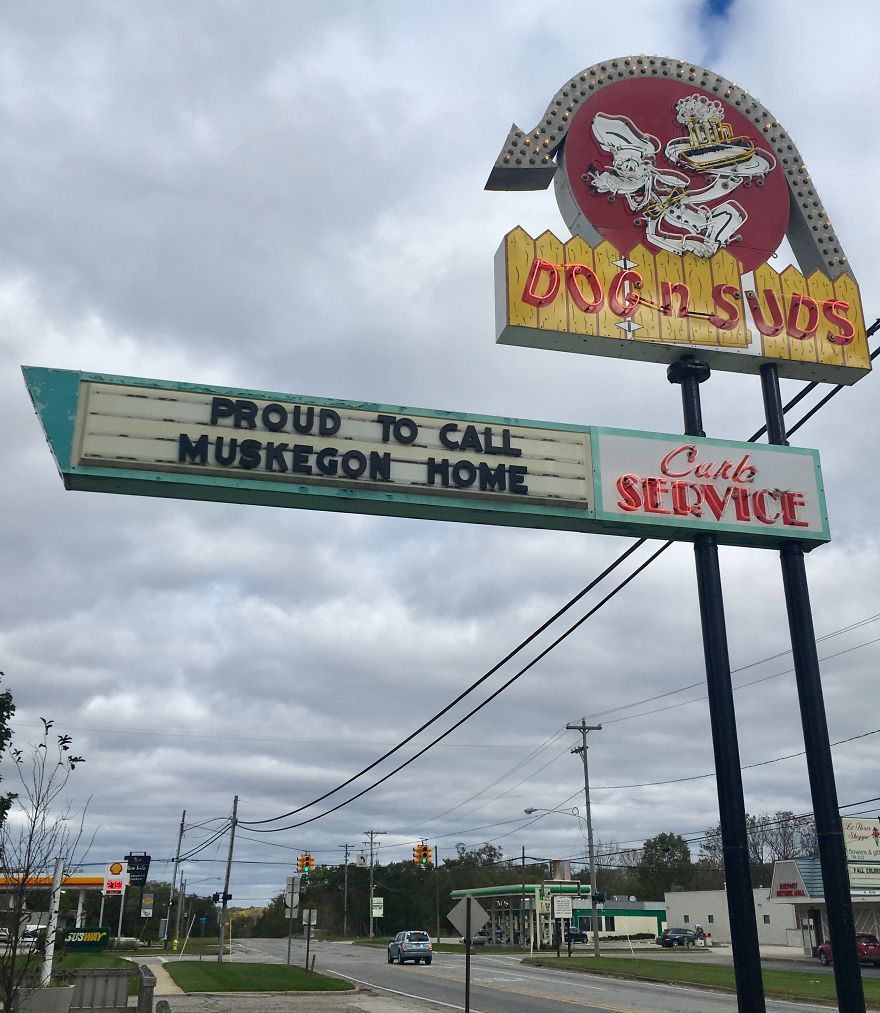 DOG n SUDS
PROUD TO CALL
MUSKEGON HOME
Curb
SERVICE
SUBWAY